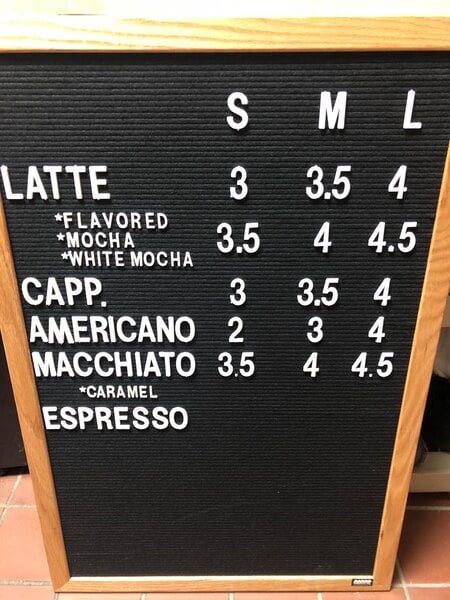 S M L
LATTE 3 3.5 4
*FLAVORED
*MOCHA 3.5 4 4.5
*WHITE MOCHA
CAPP. 3 3.5 4
AMERICANO 2 3 4
MACCHIATO 3.5 4 4.5
*CARAMEL
ESPRESSO